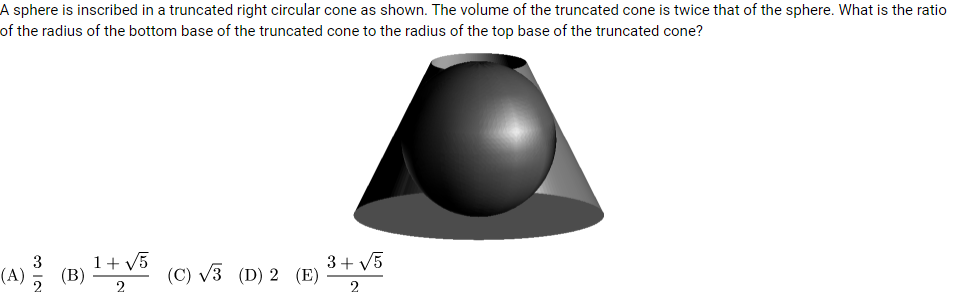 A sphere is inscribed in a truncated right circular cone as shown. The volume of the truncated cone is twice that of the sphere. What is the ratio
of the radius of the bottom base of the truncated cone to the radius of the top base of the truncated cone?
(A) 3/2 (B) (1 + √5)/2 (C) √3 (D) 2 (E) (3 + √5)/2